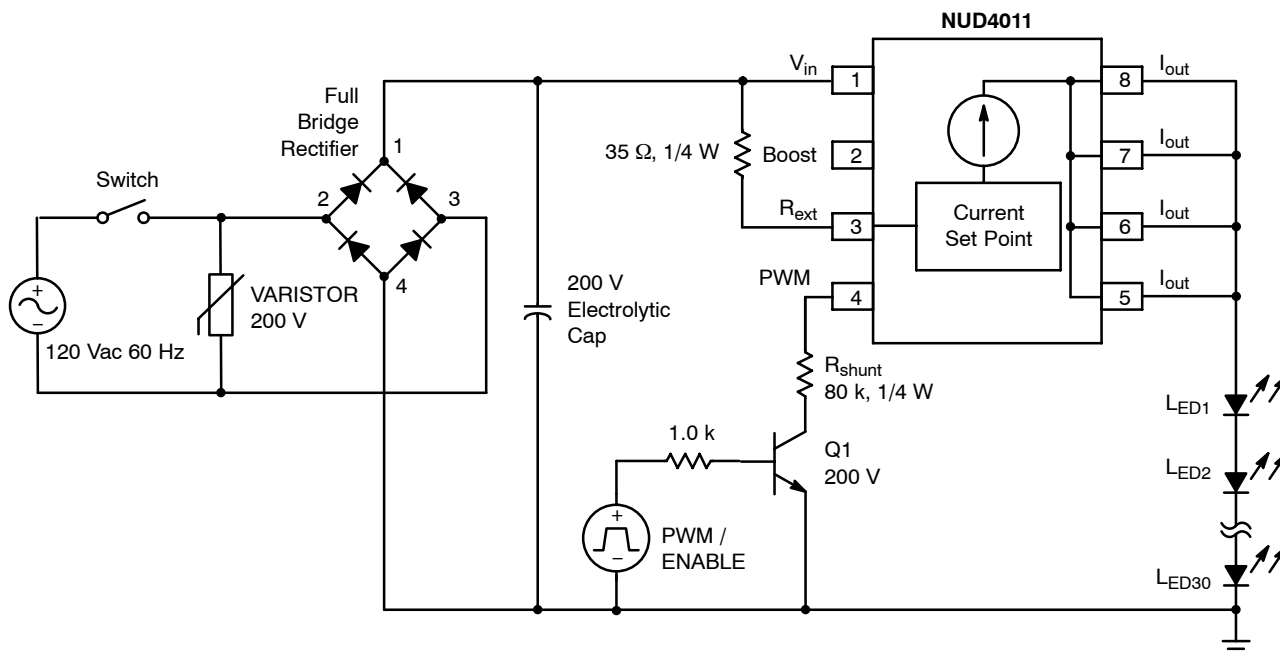 NUD4011
Full
Bridge
Rectifier
Switch
1
2
3
4
VARISTOR
200 V
+
−
120 Vac 60 Hz
200 V
Electrolytic
Cap
35 Ω, 1/4 W
Vin
1
Boost
2
Rext
3
PWM
4
Current
Set Point
8
Iout
7
Iout
6
Iout
5
Iout
Rshunt
80 k, 1/4 W
1.0 k
Q1
200 V
+
−
PWM /
ENABLE
LED1
LED2
LED30